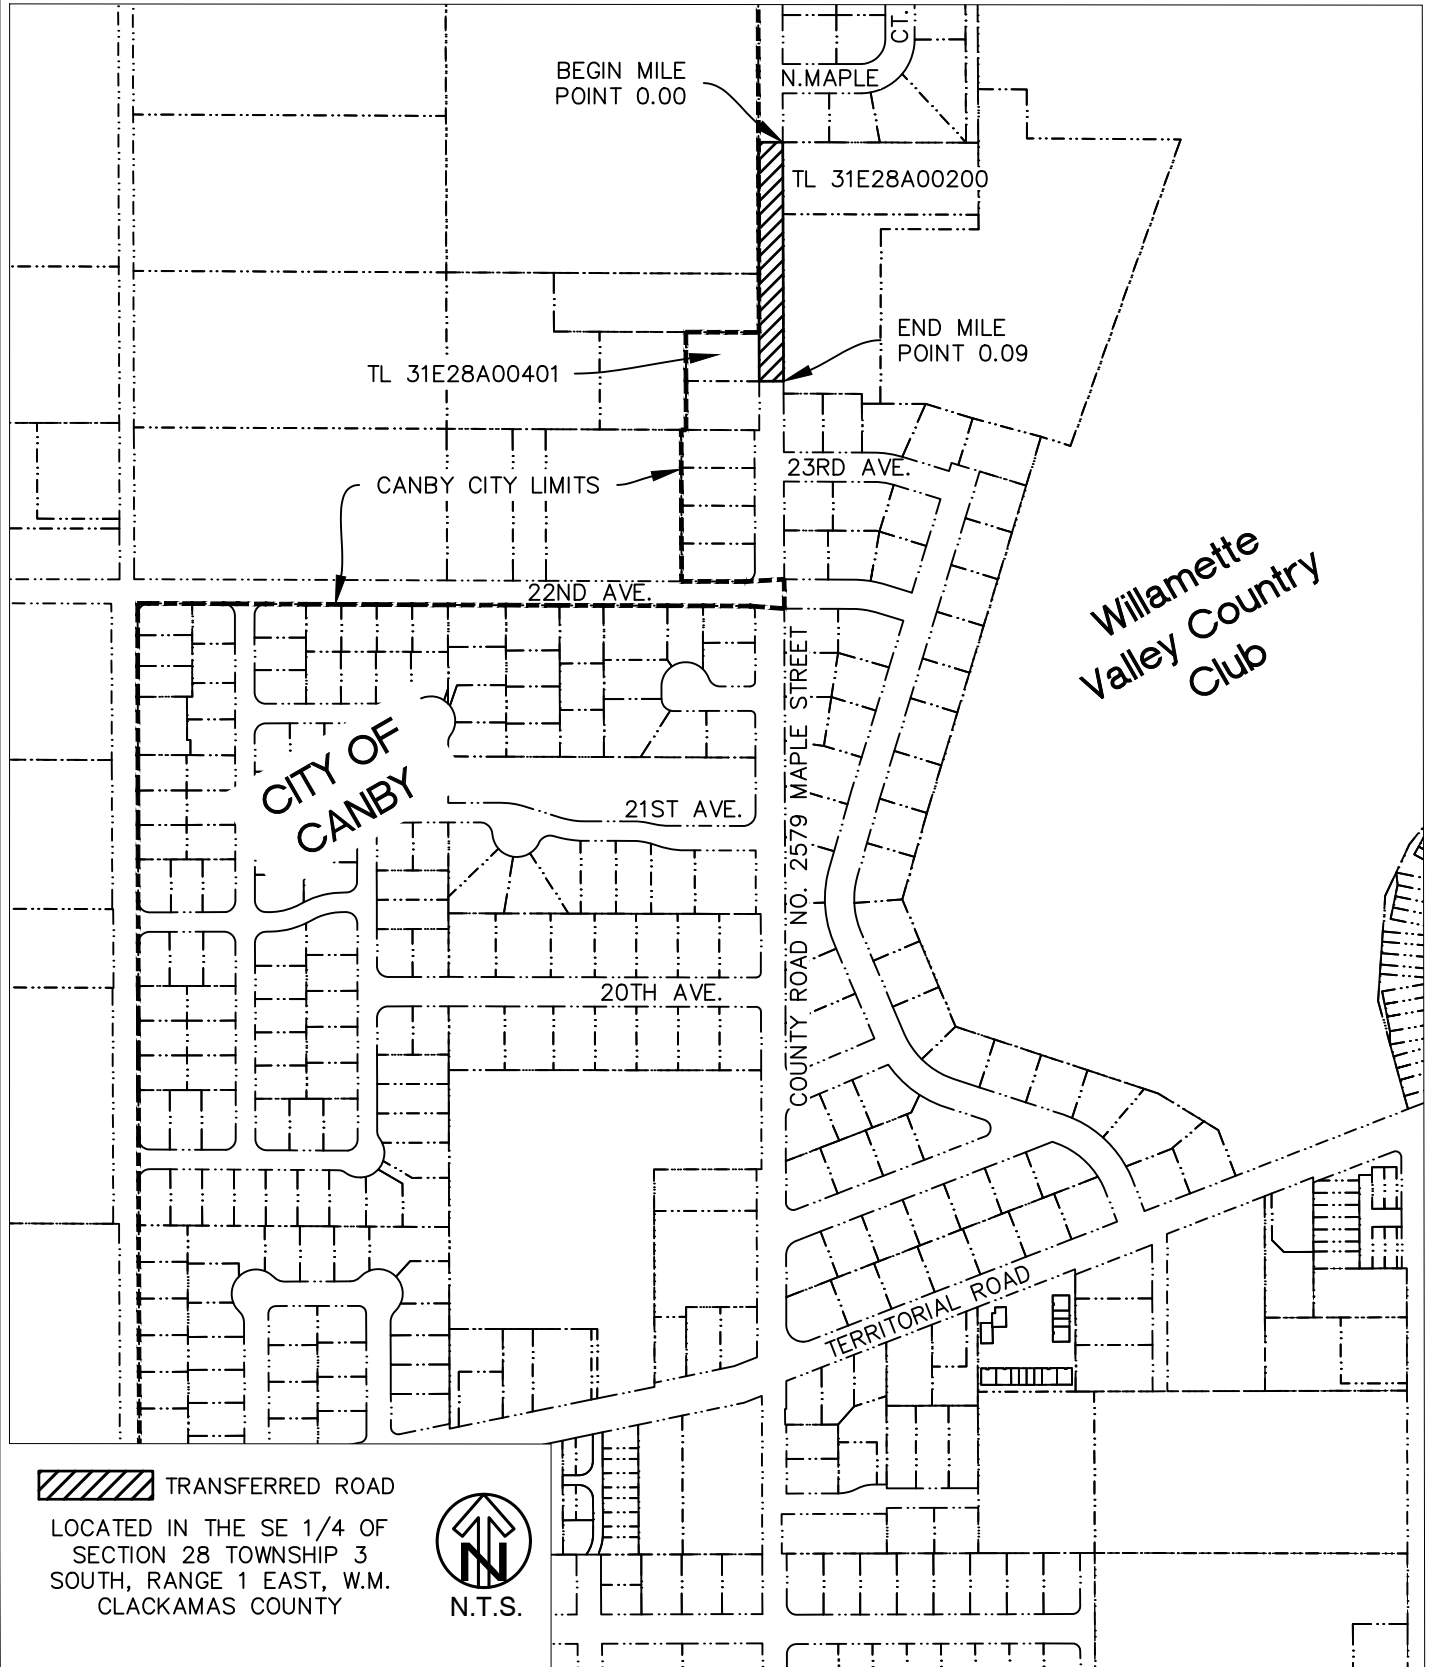 BEGIN MILE
POINT 0.00
N.MAPLE
CT.
TL 31E28A00200
END MILE
POINT 0.09
TL 31E28A00401
CANBY CITY LIMITS
23RD AVE.
22ND AVE.
Willamette
Valley Country
Club
CITY OF
CANBY
21ST AVE.
COUNTY ROAD NO. 2579 MAPLE STREET
20TH AVE.
TERRITORIAL ROAD
TRANSFERRED ROAD
LOCATED IN THE SE 1/4 OF
SECTION 28 TOWNSHIP 3
SOUTH, RANGE 1 EAST, W.M.
CLACKAMAS COUNTY
N
N.T.S.